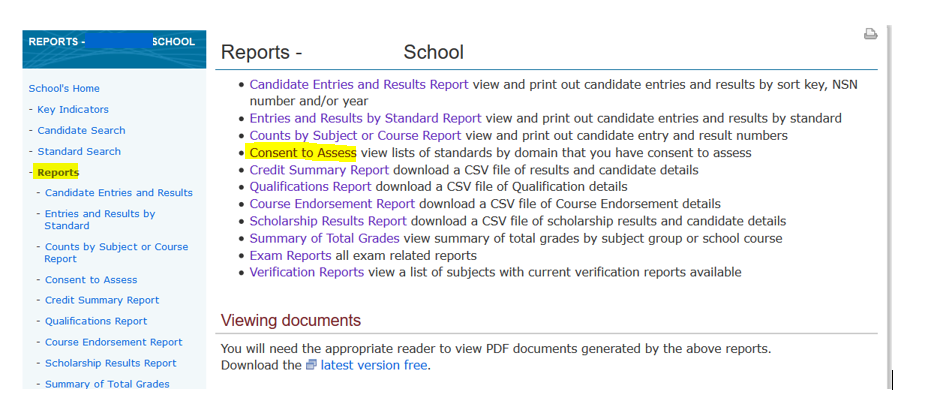 REPORTS - SCHOOL
School's Home
- Key Indicators
- Candidate Search
- Standard Search
- Reports
- Candidate Entries and Results
- Entries and Results by
Standard
- Counts by Subject or Course
Report
- Consent to Assess
- Credit Summary Report
- Qualifications Report
- Course Endorsement Report
- Scholarship Results Report
- Summary of Total Grades
Reports - School
• Candidate Entries and Results Report view and print out candidate entries and results by sort key, NSN
number and/or year
• Entries and Results by Standard Report view and print out candidate entries and results by standard
• Counts by Subject or Course Report view and print out candidate entry and result numbers
• Consent to Assess view lists of standards by domain that you have consent to assess
• Credit Summary Report download a CSV file of results and candidate details
• Qualifications Report download a CSV file of Qualification details
• Course Endorsement Report download a CSV file of Course Endorsement details
• Scholarship Results Report download a CSV file of scholarship results and candidate details
• Summary of Total Grades view summary of total grades by subject group or school course
• Exam Reports all exam related reports
• Verification Reports view a list of subjects with current verification reports available
Viewing documents
You will need the appropriate reader to view PDF documents generated by the above reports.
Download the latest version free.